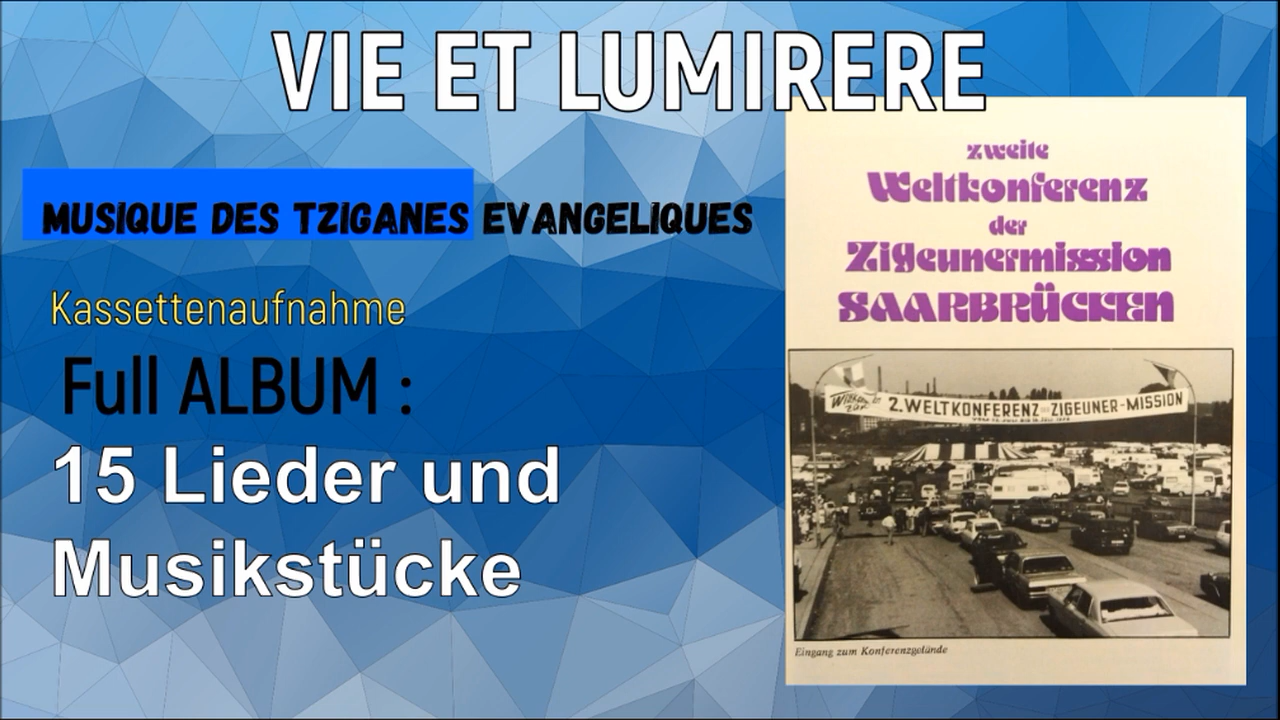 VIE ET LUMIRERE
MUSIQUE DES TZIGANES EVANGELIQUES
Kassettenaufnahme
Full ALBUM :
15 Lieder und
Musikstücke
zweite
Weltkonferenz
der
Zigeunermission
SAARBRÜCKEN
2. WELTKONFERENZ ZIGEUNER-MISSION
Eingang zum Konferenzgelände